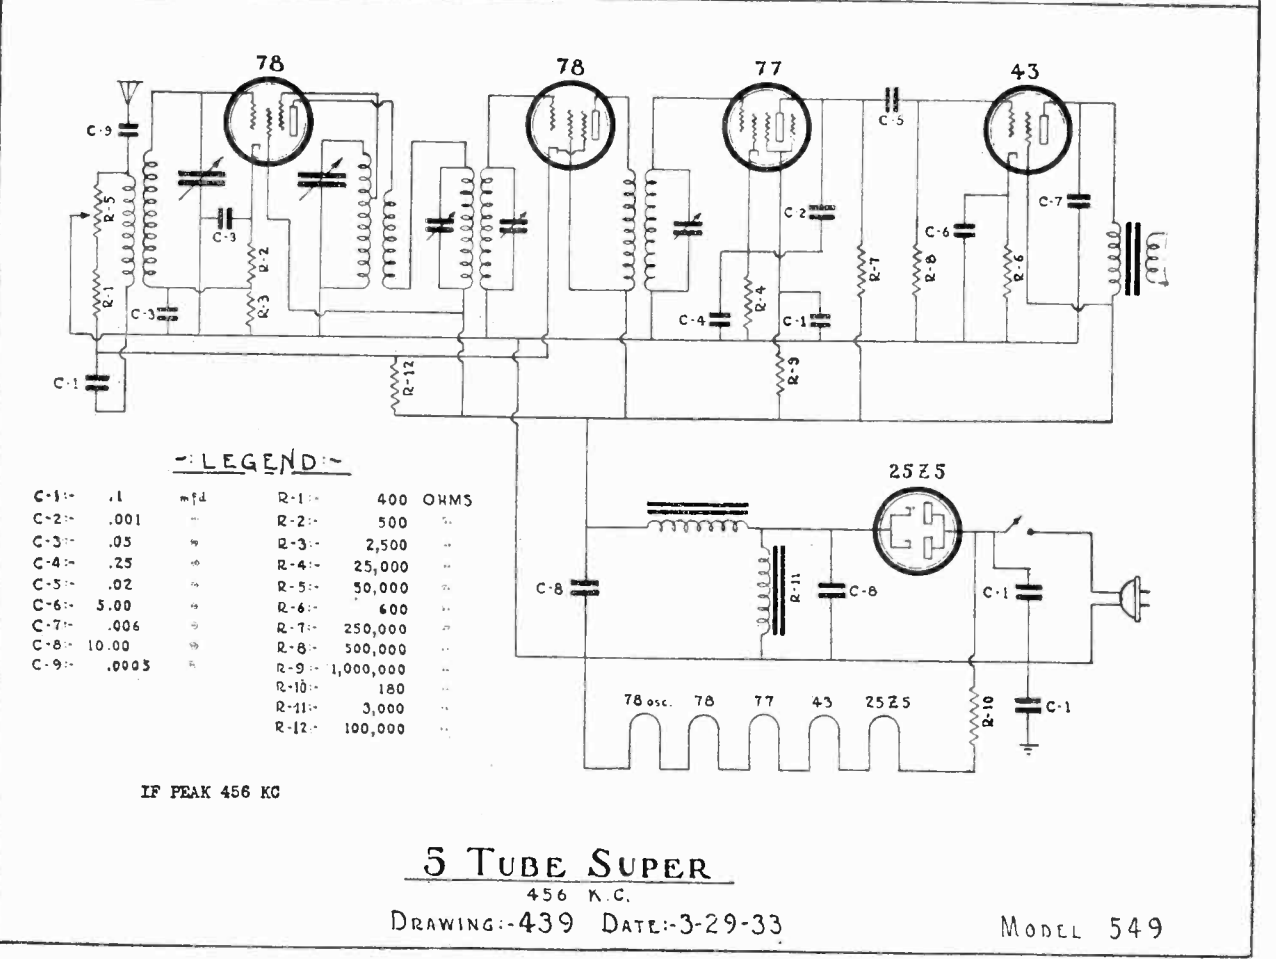 78
78
77
43
C-9
R-5
C-3
R-2
R-1
C-3
R-3
C-1
R-12
C-2
C-4
R-4
C-1
R-9
C-5
R-7
R-8
C-6
R-6
C-7
-:LEGEND:-
C-1:- .1 mfd
C-2:- .001 "
C-3:- .05 "
C-4:- .25 "
C-5:- .02 "
C-6:- 5.00 "
C-7:- .006 "
C-8:- 10.00 "
C-9:- .0005 "
R-1:- 400 OHMS
R-2:- 500 "
R-3:- 2,500 "
R-4:- 25,000 "
R-5:- 50,000 "
R-6:- 600 "
R-7:- 250,000 "
R-8:- 500,000 "
R-9:- 1,000,000 "
R-10:- 180 "
R-11:- 3,000 "
R-12:- 100,000 "
25Z5
C-8
R-11
C-8
C-1
78 osc. 78 77 43 25Z5
R-10
C-1
IF PEAK 456 KC
5 TUBE SUPER
456 K.C.
DRAWING:-439 DATE:-3-29-33
MODEL 549